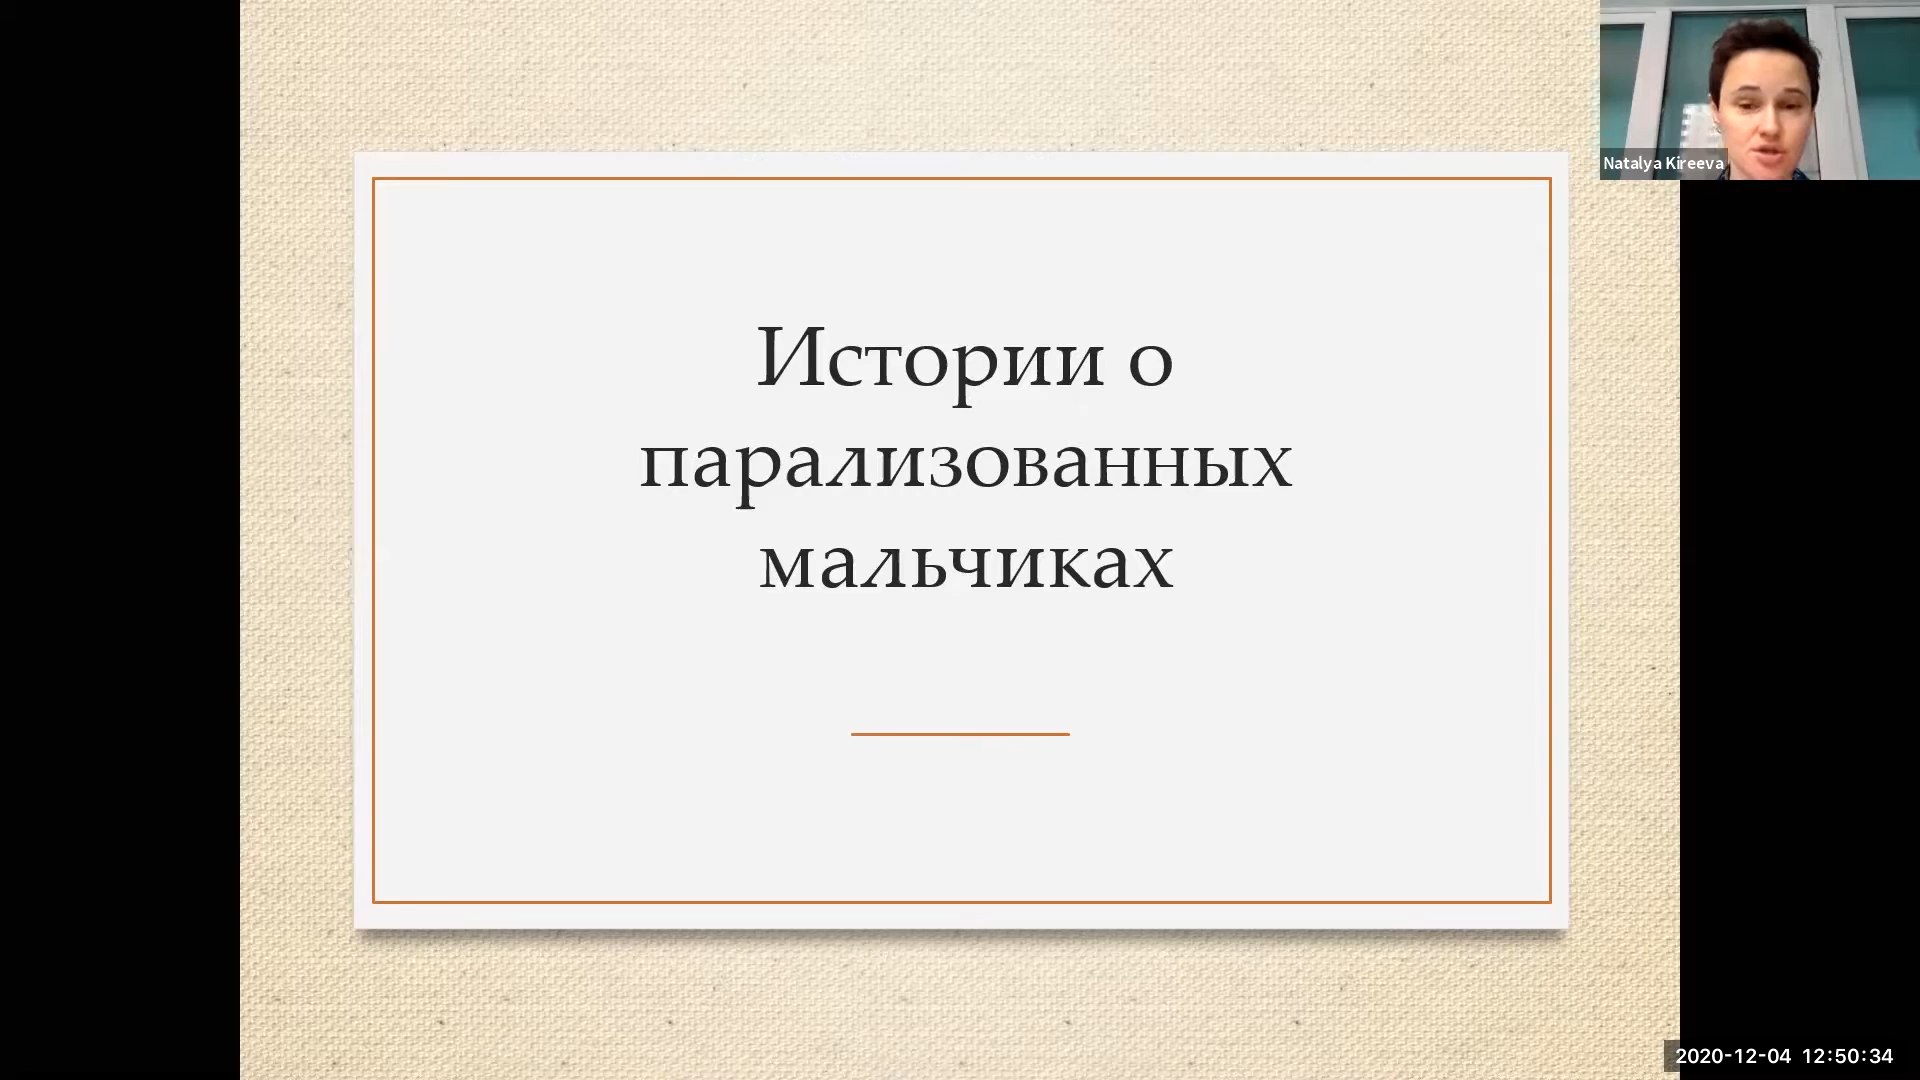 Natalya Kireeva
Истории о
парализованных
мальчиках
2020-12-04 12:50:34